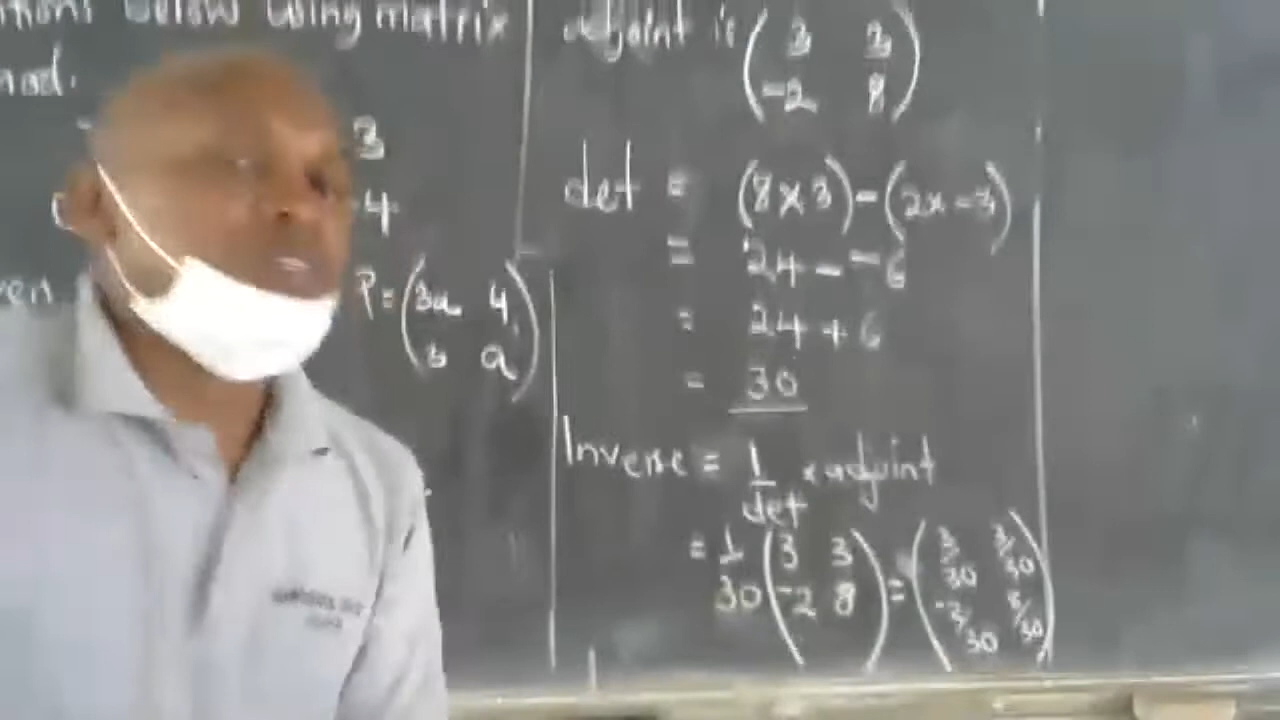 below using matrix
3
4
P = (3a 4
a)
adjoint is (3 3
-2 8)
det = (8 x 3) - (2 x -3)
= 24 - -6
= 24 + 6
= 30
Inverse = 1/det x adjoint
= 1/30 (3 3
-2 8) = (3/30 3/30
8/30)